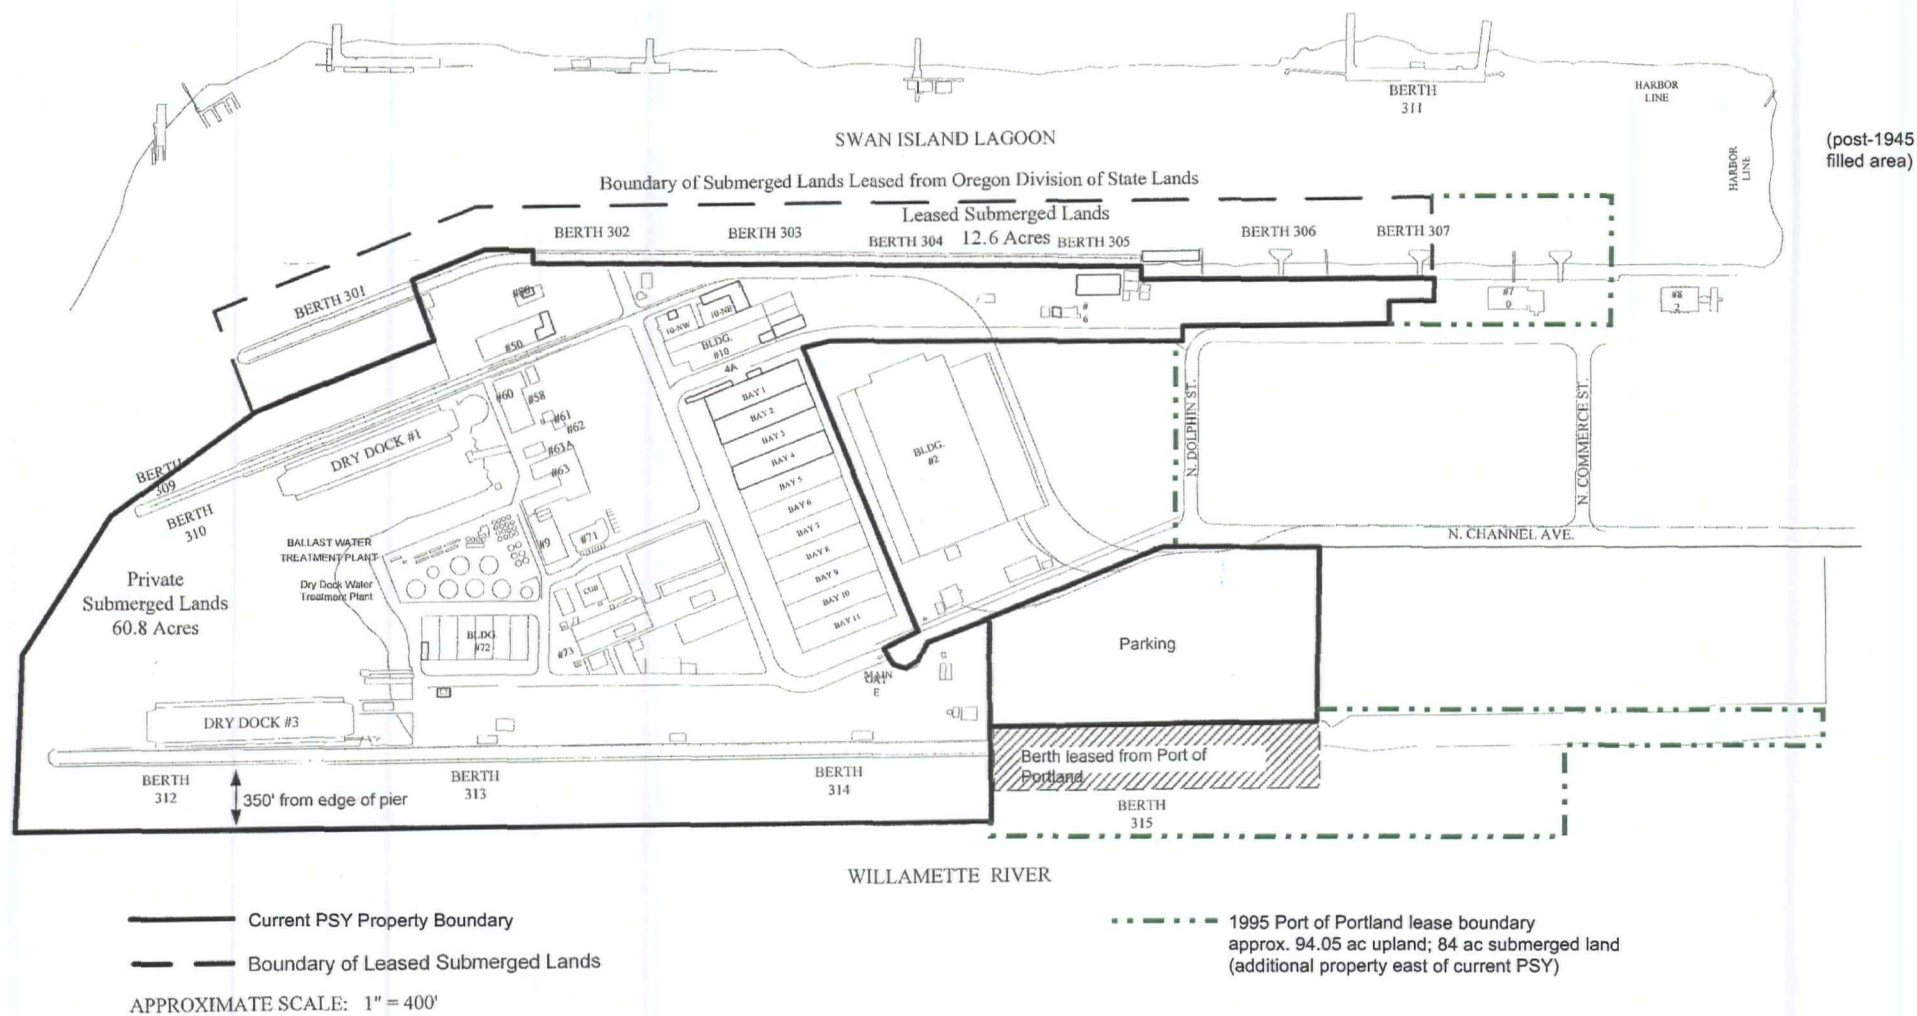 BERTH
311
HARBOR
LINE
SWAN ISLAND LAGOON
(post-1945
filled area)
HARBOR
LINE
Boundary of Submerged Lands Leased from Oregon Division of State Lands
Leased Submerged Lands
12.6 Acres
BERTH 302
BERTH 303
BERTH 304
BERTH 305
BERTH 306
BERTH 307
BERTH 301
#7
0
#8
2
#
6
10-NW
10-NE
BLDG.
#10
#50
4A
#60
#58
#61
#62
#63A
#63
DRY DOCK #1
BERTH
309
BERTH
310
BAY 1
BAY 2
BAY 3
BAY 4
BAY 5
BAY 6
BAY 7
BAY 8
BAY 9
BAY 10
BAY 11
BLDG.
#2
N. DOLPHIN ST.
N. COMMERCE ST.
N. CHANNEL AVE.
BALLAST WATER
TREATMENT PLANT
Dry Dock Water
Treatment Plant
#9
#71
CUB
BLDG
#72
#73
Private
Submerged Lands
60.8 Acres
Parking
MAIN
GAT
E
DRY DOCK #3
Berth leased from Port of
Portland
BERTH
312
350' from edge of pier
BERTH
313
BERTH
314
BERTH
315
WILLAMETTE RIVER
Current PSY Property Boundary
Boundary of Leased Submerged Lands
APPROXIMATE SCALE: 1" = 400'
1995 Port of Portland lease boundary
approx. 94.05 ac upland; 84 ac submerged land
(additional property east of current PSY)